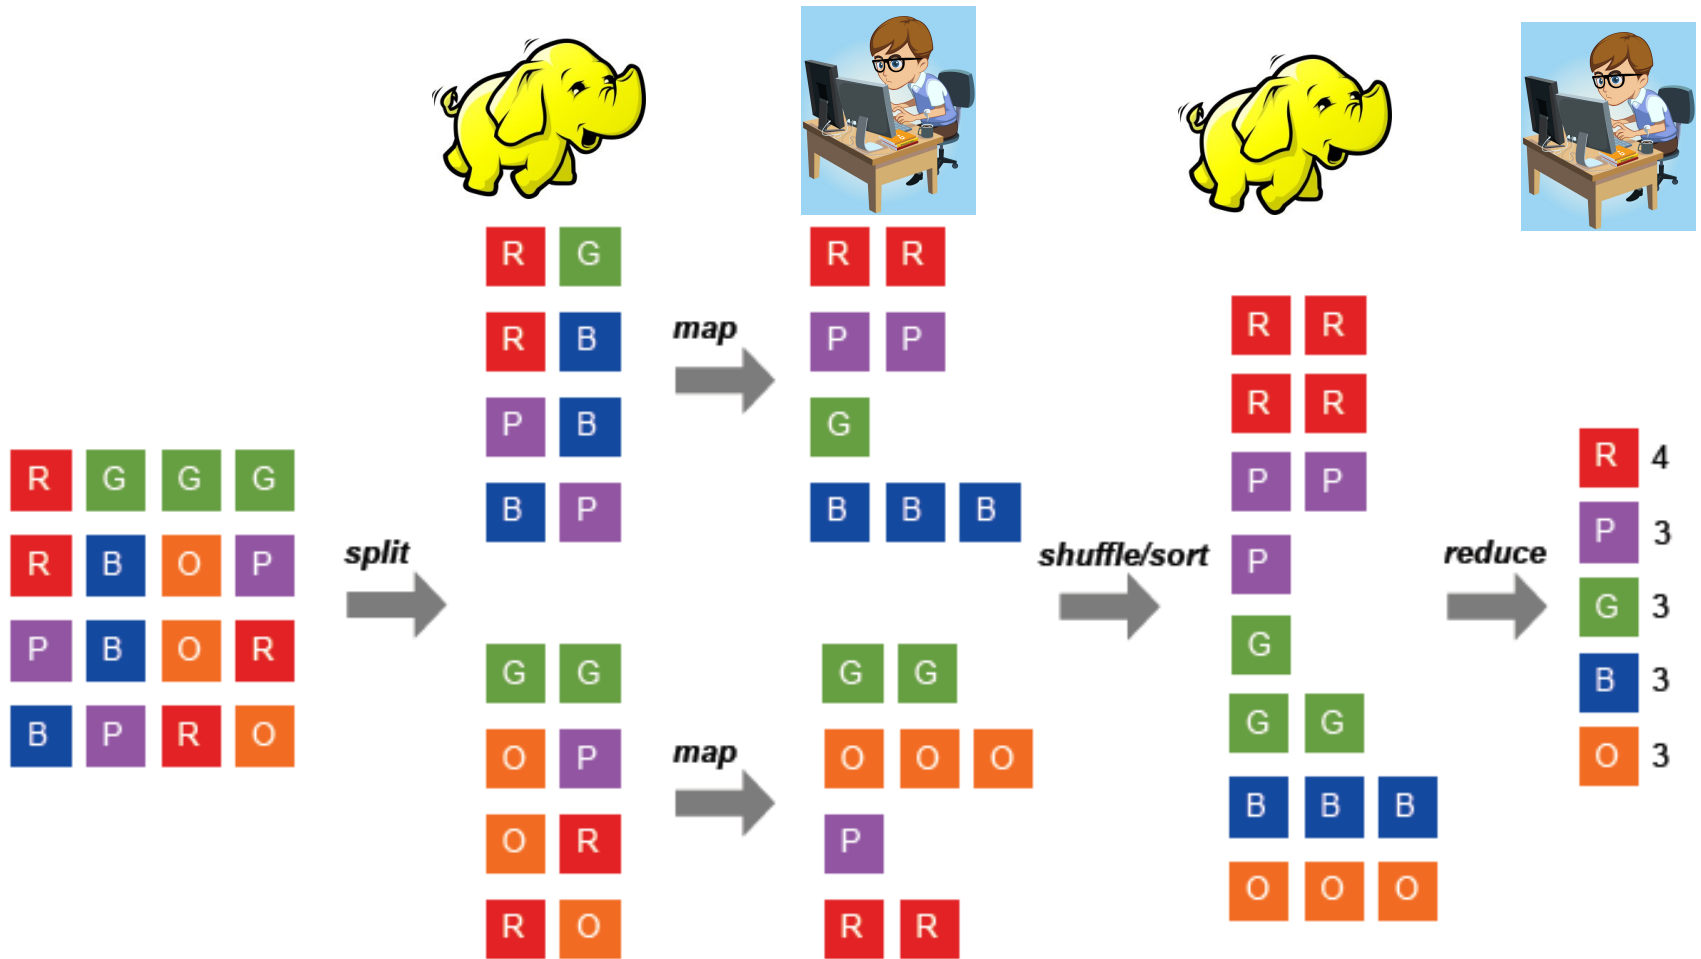 R G G G
R B O P
P B O R
B P R O
split
R G
R B
P B
B P
G G
O P
O R
R O
map
map
R R
P P
G
B B B
G G
O O O
P
R R
shuffle/sort
R R
R R
P P
P
G
G G
B B B
O O O
reduce
R 4
P 3
G 3
B 3
O 3